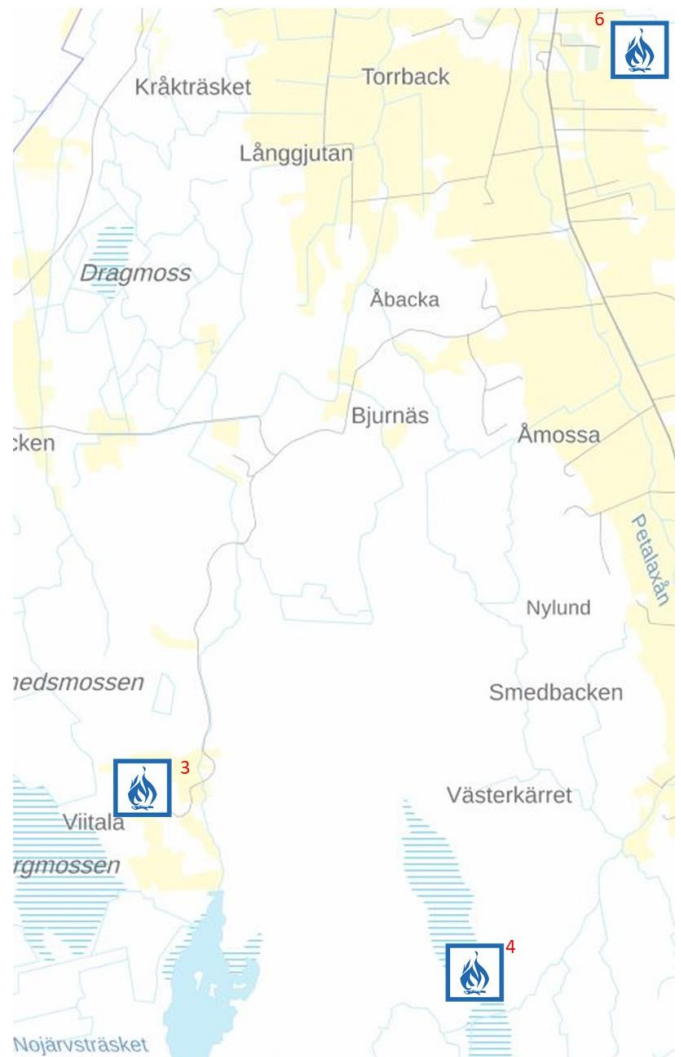 6
Torrback
Kråkträsket
Långgjutan
Dragmoss
Åbacka
Bjurnäs
Åmossa
cken
Petalaxån
Nylund
nedsmossen
Smedbacken
3
Västerkärret
Viitala
rgmossen
4
Nojärvsträsket